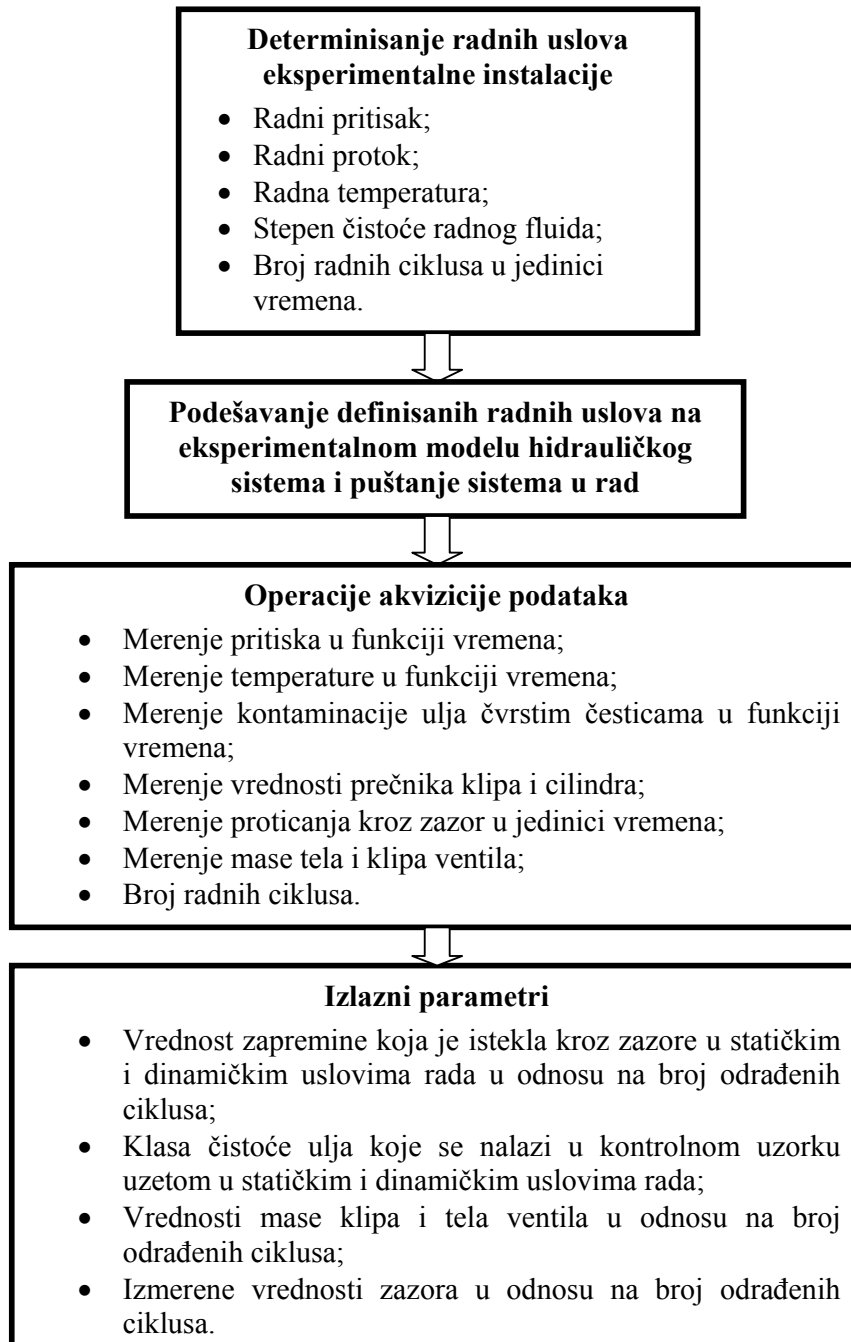 Determinisanje radnih uslova
eksperimentalne instalacije
• Radni pritisak;
• Radni protok;
• Radna temperatura;
• Stepen čistoće radnog fluida;
• Broj radnih ciklusa u jedinici
vremena.
Podešavanje definisanih radnih uslova na
eksperimentalnom modelu hidrauličkog
sistema i puštanje sistema u rad
Operacije akvizicije podataka
• Merenje pritiska u funkciji vremena;
• Merenje temperature u funkciji vremena;
• Merenje kontaminacije ulja čvrstim česticama u funkciji
vremena;
• Merenje vrednosti prečnika klipa i cilindra;
• Merenje proticanja kroz zazor u jedinici vremena;
• Merenje mase tela i klipa ventila;
• Broj radnih ciklusa.
Izlazni parametri
• Vrednost zapremine koja je istekla kroz zazore u statičkim
i dinamičkim uslovima rada u odnosu na broj odrađenih
ciklusa;
• Klasa čistoće ulja koje se nalazi u kontrolnom uzorku
uzetom u statičkim i dinamičkim uslovima rada;
• Vrednosti mase klipa i tela ventila u odnosu na broj
odrađenih ciklusa;
• Izmerene vrednosti zazora u odnosu na broj odrađenih
ciklusa.